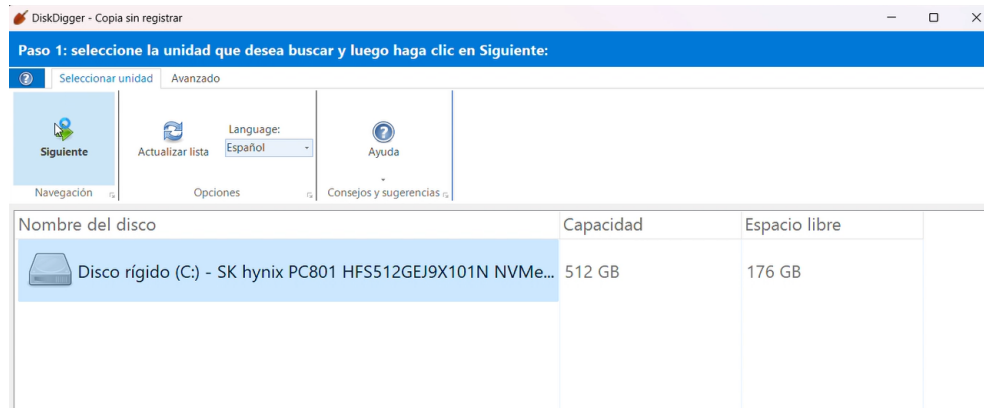 DiskDigger - Copia sin registrar
Paso 1: seleccione la unidad que desea buscar y luego haga clic en Siguiente:
Seleccionar unidad Avanzado
Siguiente
Actualizar lista
Language:
Español
Ayuda
Navegación
Opciones
Consejos y sugerencias
Nombre del disco Capacidad Espacio libre
Disco rígido (C:) - SK hynix PC801 HFS512GEJ9X101N NVMe... 512 GB 176 GB